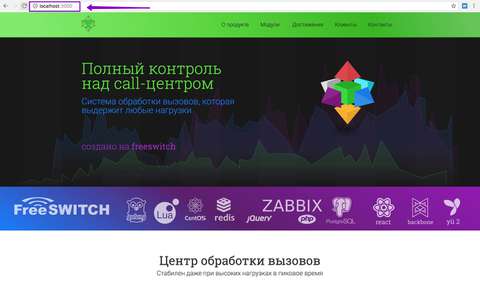 localhost:3000
О продукте Модули Достижения Клиенты Контакты
Полный контроль
над call-центром
Система обработки вызовов, которая
выдержит любые нагрузки
создано на freeswitch
FreeSWITCH
Lua
CentOS
redis
jQuery
ZABBIX
php
PostgreSQL
react
backbone
yii 2
Центр обработки вызовов
Стабилен даже при высоких нагрузках в пиковое время